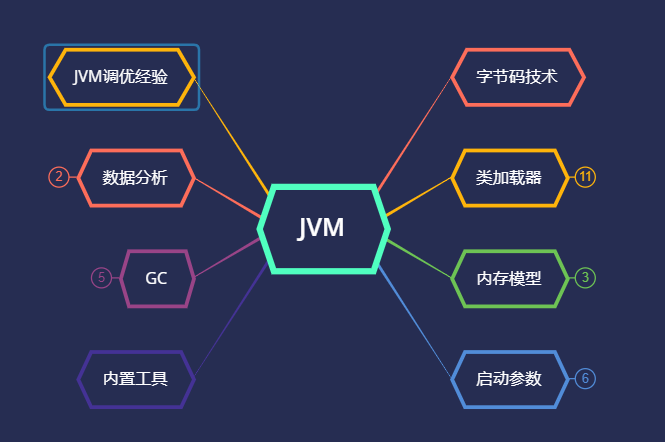 JVM调优经验
字节码技术
2
数据分析
类加载器
11
JVM
5
GC
内存模型
3
内置工具
启动参数
6